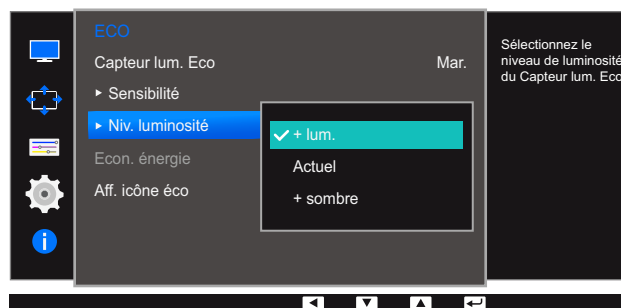 ECO
Capteur lum. Eco Mar.
▸ Sensibilité
▸ Niv. luminosité
Econ. énergie
Aff. icône éco
+ lum.
Actuel
+ sombre
Sélectionnez le
niveau de luminosité
du Capteur lum. Eco